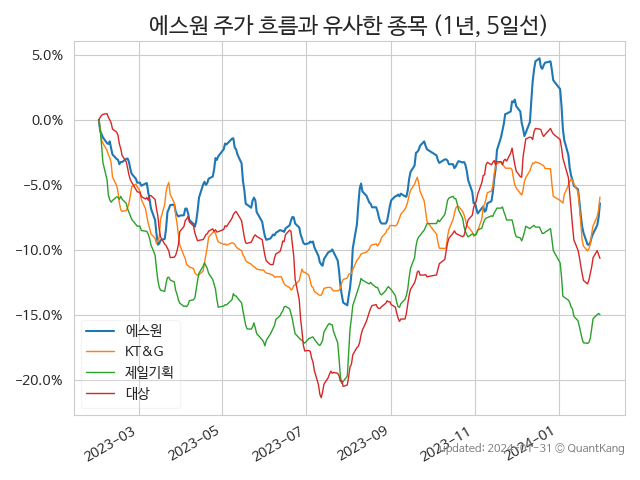 에스원 주가 흐름과 유사한 종목 (1년, 5일선)
5.0%
0.0%
−5.0%
−10.0%
−15.0%
−20.0%
에스원
KT&G
제일기획
대상
2023-03
2023-05
2023-07
2023-09
2023-11
2024-01
updated: 2024-01-31 © QuantKang